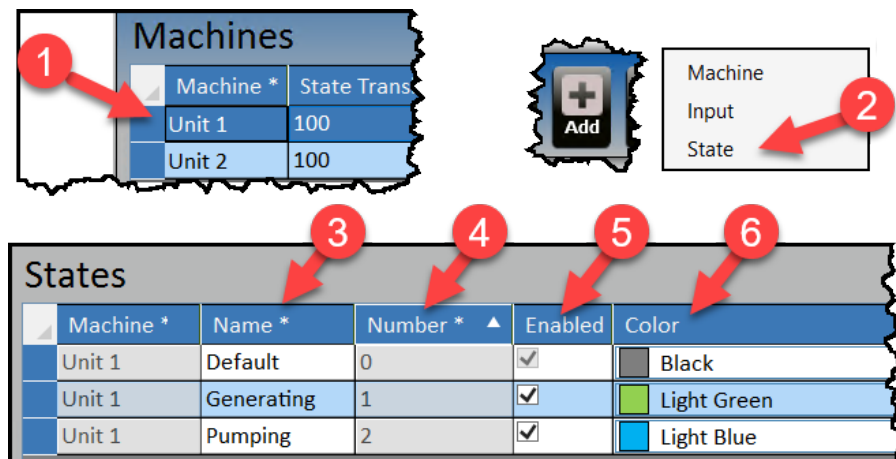 Machines
1
Machine * State Trans
Unit 1 100
Unit 2 100
Add
Machine
Input
State
2
3 4 5 6
States
Machine * Name * Number * Enabled Color
Unit 1 Default 0 Black
Unit 1 Generating 1 Light Green
Unit 1 Pumping 2 Light Blue